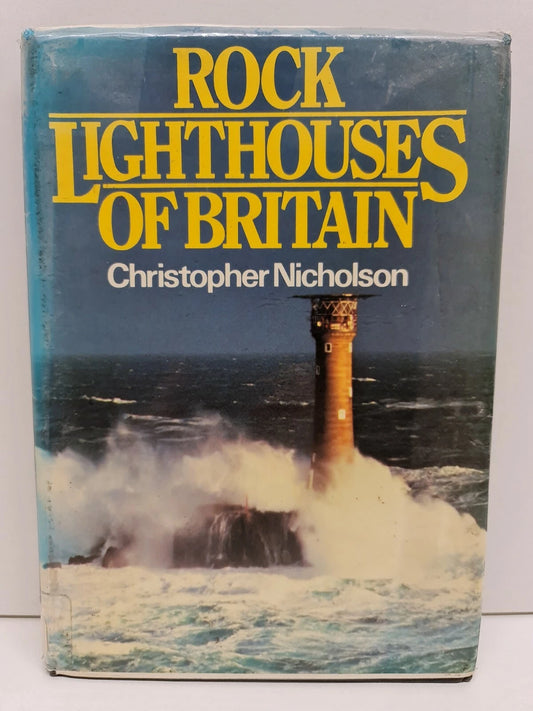 ROCK
LIGHTHOUSES
OF BRITAIN
Christopher Nicholson